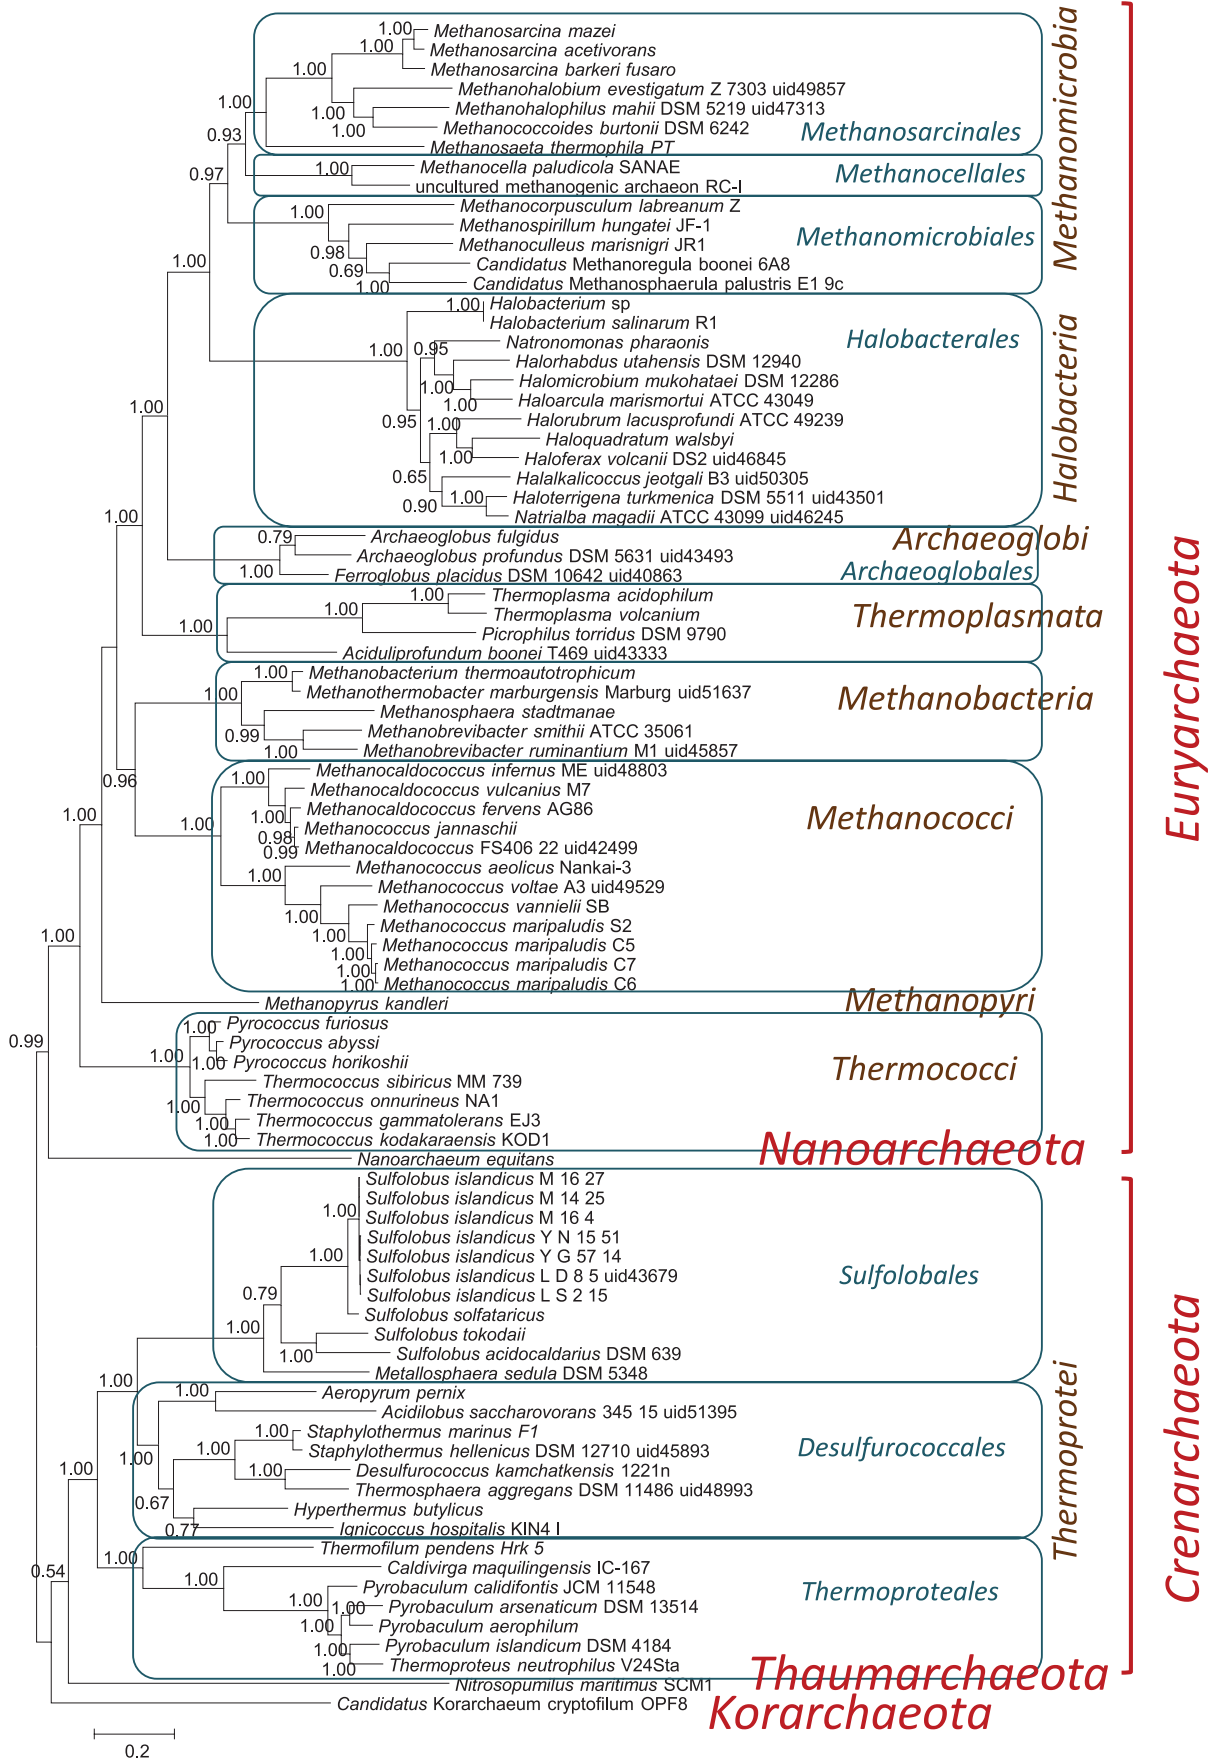 1.00
Methanosarcina mazei
1.00
Methanosarcina acetivorans
1.00
Methanosarcina barkeri fusaro
Methanohalobium evestigatum Z 7303 uid49857
1.00
1.00
Methanohalophilus mahii DSM 5219 uid47313
1.00
Methanococcoides burtonii DSM 6242
Methanosarcinales
0.93
Methanosaeta thermophila PT
Methanomicrobia
1.00
Methanocella paludicola SANAE
Methanocellales
0.97
uncultured methanogenic archaeon RC-I
1.00
Methanocorpusculum labreanum Z
Methanospirillum hungatei JF-1
Methanomicrobiales
0.98
Methanoculleus marisnigri JR1
1.00
0.69
Candidatus Methanoregula boonei 6A8
1.00
Candidatus Methanosphaerula palustris E1 9c
1.00
Halobacterium sp
Halobacterium salinarum R1
1.00
0.95
Natronomonas pharaonis
Halobacterales
Halorhabdus utahensis DSM 12940
1.00
Halomicrobium mukohataei DSM 12286
1.00
Haloarcula marismortui ATCC 43049
Halobacteria
1.00
0.95
1.00
Halorubrum lacusprofundi ATCC 49239
Haloquadratum walsbyi
1.00
Haloferax volcanii DS2 uid46845
0.65
Halalkalicoccus jeotgali B3 uid50305
0.90
1.00
Haloterrigena turkmenica DSM 5511 uid43501
1.00
Natrialba magadii ATCC 43099 uid46245
0.79
Archaeoglobus fulgidus
Archaeoglobi
Archaeoglobus profundus DSM 5631 uid43493
1.00
Ferroglobus placidus DSM 10642 uid40863
Archaeoglobales
1.00
Thermoplasma acidophilum
1.00
Thermoplasma volcanium
Thermoplasmata
1.00
Picrophilus torridus DSM 9790
Aciduliprofundum boonei T469 uid43333
1.00
Methanobacterium thermoautotrophicum
1.00
Methanothermobacter marburgensis Marburg uid51637
Methanobacteria
Methanosphaera stadtmanae
0.99
Methanobrevibacter smithii ATCC 35061
1.00
Methanobrevibacter ruminantium M1 uid45857
Euryarchaeota
0.96
1.00
Methanocaldococcus infernus ME uid48803
Methanocaldococcus vulcanius M7
1.00
Methanocaldococcus fervens AG86
Methanococci
1.00
1.00
0.98
Methanococcus jannaschii
0.99
Methanocaldococcus FS406 22 uid42499
1.00
Methanococcus aeolicus Nankai-3
Methanococcus voltae A3 uid49529
1.00
Methanococcus vannielii SB
1.00
1.00
Methanococcus maripaludis S2
1.00
Methanococcus maripaludis C5
1.00
Methanococcus maripaludis C7
1.00
Methanococcus maripaludis C6
Methanopyrus kandleri
Methanopyri
1.00
Pyrococcus furiosus
0.99
Pyrococcus abyssi
1.00
1.00
Pyrococcus horikoshii
Thermococci
Thermococcus sibiricus MM 739
1.00
Thermococcus onnurineus NA1
1.00
Thermococcus gammatolerans EJ3
1.00
Thermococcus kodakaraensis KOD1
Nanoarchaeum equitans
Nanoarchaeota
Sulfolobus islandicus M 16 27
Sulfolobus islandicus M 14 25
1.00
Sulfolobus islandicus M 16 4
Sulfolobus islandicus Y N 15 51
1.00
Sulfolobus islandicus Y G 57 14
Sulfolobus islandicus L D 8 5 uid43679
Sulfolobales
0.79
Sulfolobus islandicus L S 2 15
Sulfolobus solfataricus
1.00
Sulfolobus tokodaii
1.00
Sulfolobus acidocaldarius DSM 639
Metallosphaera sedula DSM 5348
1.00
1.00
Aeropyrum pernix
Acidilobus saccharovorans 345 15 uid51395
1.00
1.00
Staphylothermus marinus F1
Staphylothermus hellenicus DSM 12710 uid45893
Desulfurococcales
1.00
1.00
Desulfurococcus kamchatkensis 1221n
Thermosphaera aggregans DSM 11486 uid48993
0.67
Hyperthermus butylicus
0.77
Ignicoccus hospitalis KIN4 I
Thermoprotei
Crenarchaeota
1.00
Thermofilum pendens Hrk 5
0.54
1.00
Caldivirga maquilingensis IC-167
Pyrobaculum calidifontis JCM 11548
Thermoproteales
1.00
Pyrobaculum arsenaticum DSM 13514
1.00
Pyrobaculum aerophilum
1.00
Pyrobaculum islandicum DSM 4184
1.00
Thermoproteus neutrophilus V24Sta
Nitrosopumilus maritimus SCM1
Thaumarchaeota
Candidatus Korarchaeum cryptofilum OPF8
Korarchaeota
0.2